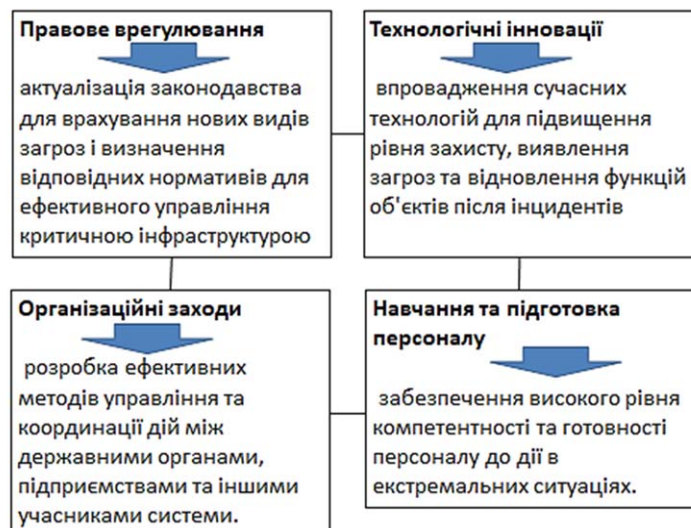 Правове врегулювання
актуалізація законодавства
для врахування нових видів
загроз і визначення
відповідних нормативів для
ефективного управління
критичною інфраструктурою
Технологічні інновації
впровадження сучасних
технологій для підвищення
рівня захисту, виявлення
загроз та відновлення функцій
об'єктів після інцидентів
Організаційні заходи
розробка ефективних
методів управління та
координації дій між
державними органами,
підприємствами та іншими
учасниками системи.
Навчання та підготовка
персоналу
забезпечення високого рівня
компетентності та готовності
персоналу до дії в
екстремальних ситуаціях.